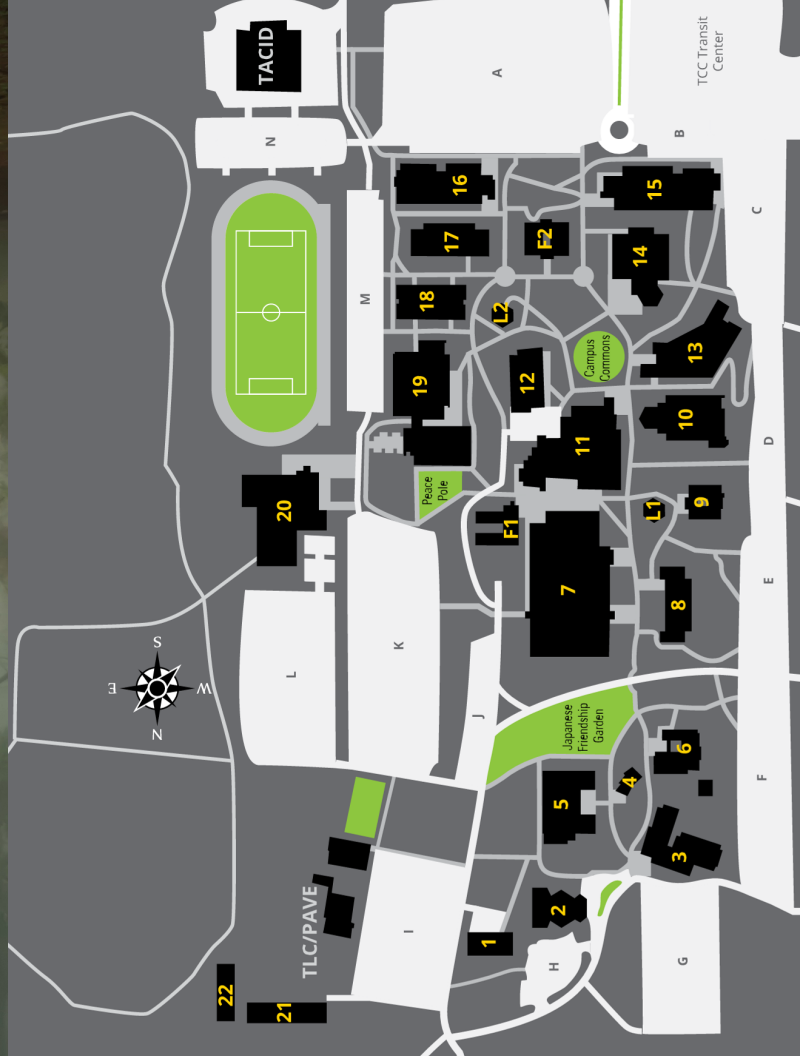 TACID
TCC Transit
Center
A
N
B
C
16
15
17
F2
14
M
18
L2
13
Campus
Commons
19
12
10
11
D
Peace
Pole
20
F1
L1
9
7
8
E
S
E
W
N
L
K
J
Japanese
Friendship
Garden
6
5
4
F
3
TLC/PAVE
2
I
1
H
G
22
21